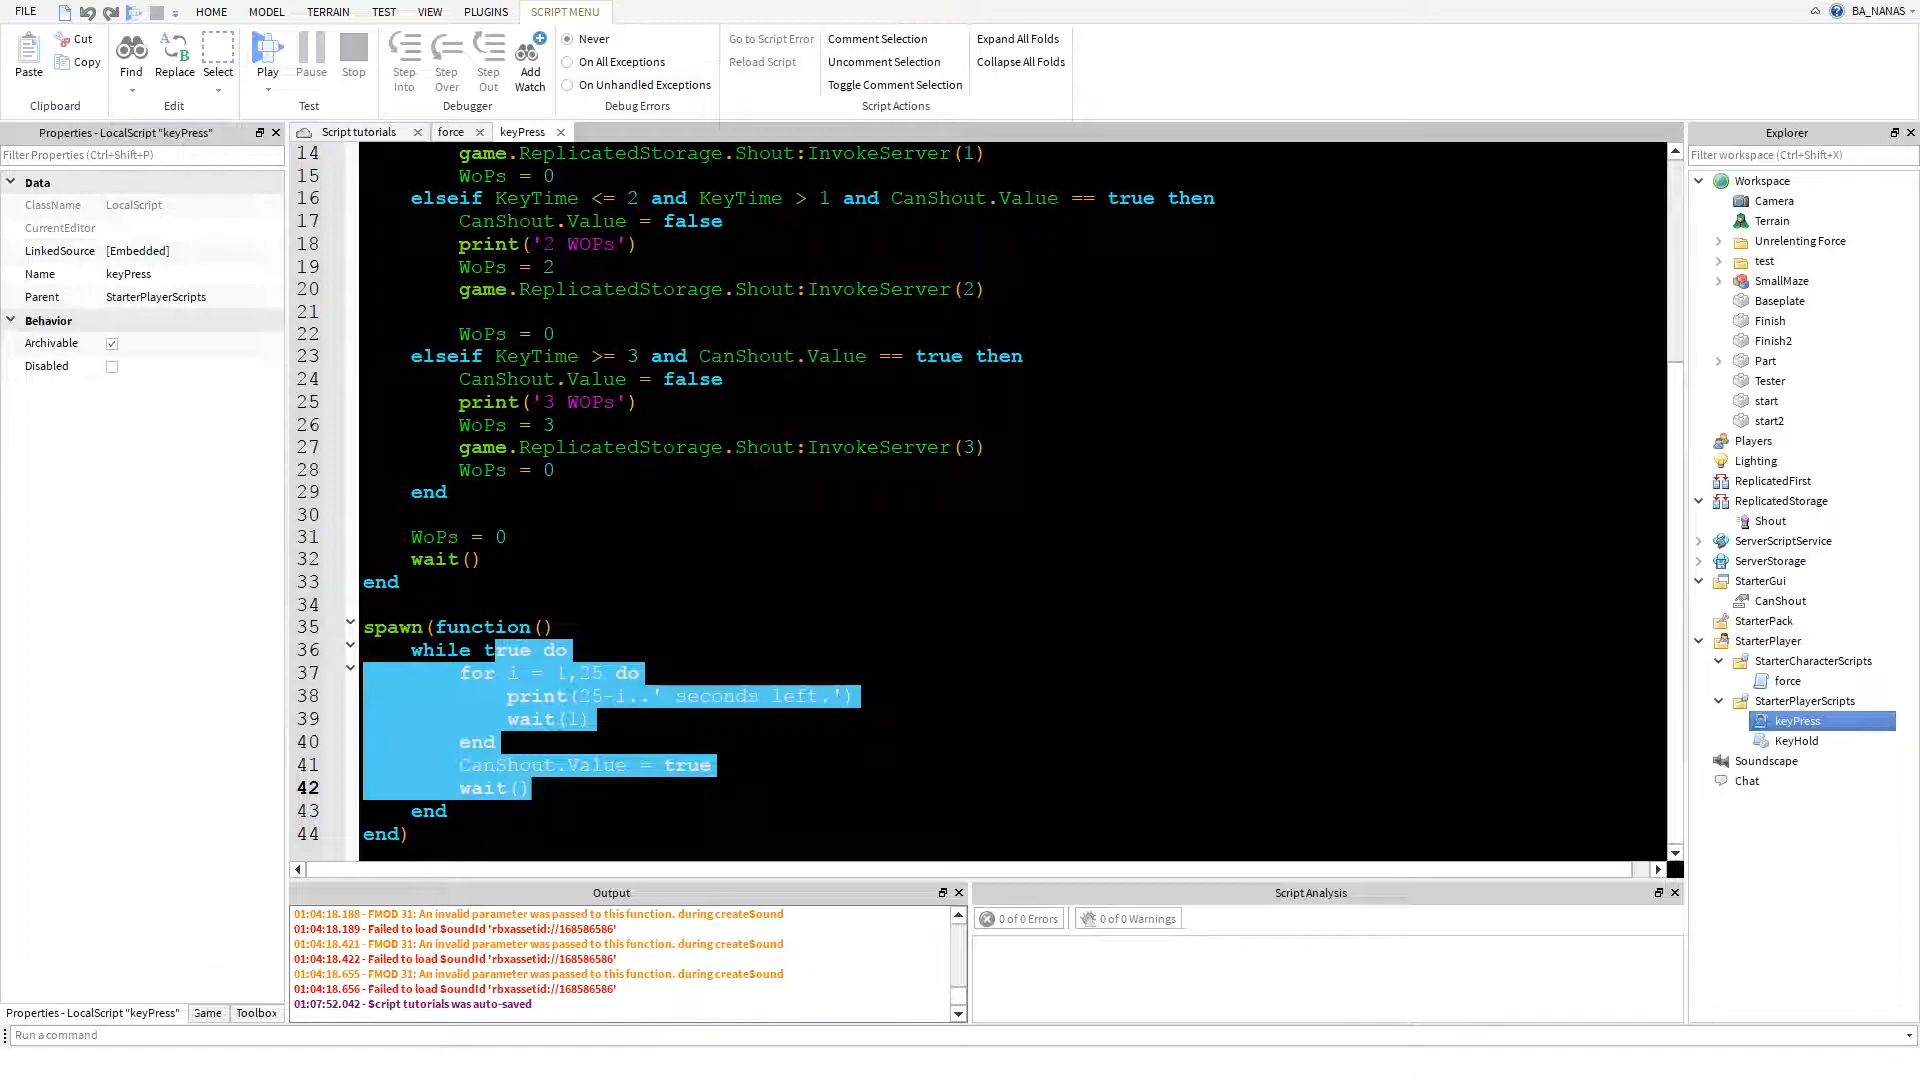 FILE
HOME
MODEL
TERRAIN
TEST
VIEW
PLUGINS
SCRIPT MENU
BA_NANAS
Paste
Cut
Copy
Clipboard
Find
Replace
Select
Edit
Play
Pause
Stop
Test
Step Into
Step Over
Step Out
Add Watch
Debugger
Never
On All Exceptions
On Unhandled Exceptions
Debug Errors
Go to Script Error
Reload Script
Comment Selection
Uncomment Selection
Toggle Comment Selection
Script Actions
Expand All Folds
Collapse All Folds
Properties - LocalScript "keyPress"
Filter Properties (Ctrl+Shift+P)
Data
ClassName LocalScript
CurrentEditor
LinkedSource [Embedded]
Name keyPress
Parent StarterPlayerScripts
Behavior
Archivable
Disabled
Properties - LocalScript "keyPress"
Game
Toolbox
Script tutorials
force
keyPress
14 game.ReplicatedStorage.Shout:InvokeServer(1)
15 WoPs = 0
16 elseif KeyTime <= 2 and KeyTime > 1 and CanShout.Value == true then
17 CanShout.Value = false
18 print('2 WOPs')
19 WoPs = 2
20 game.ReplicatedStorage.Shout:InvokeServer(2)
21
22 WoPs = 0
23 elseif KeyTime >= 3 and CanShout.Value == true then
24 CanShout.Value = false
25 print('3 WOPs')
26 WoPs = 3
27 game.ReplicatedStorage.Shout:InvokeServer(3)
28 WoPs = 0
29 end
30
31 WoPs = 0
32 wait()
33 end
34
35 spawn(function()
36 while true do
37 for i = 1,25 do
38 print(25-i..' seconds left.')
39 wait(1)
40 end
41 CanShout.Value = true
42 wait()
43 end
44 end)
Output
01:04:18.188 - FMOD 31: An invalid parameter was passed to this function. during createSound
01:04:18.189 - Failed to load SoundId 'rbxassetid://168586586'
01:04:18.421 - FMOD 31: An invalid parameter was passed to this function. during createSound
01:04:18.422 - Failed to load SoundId 'rbxassetid://168586586'
01:04:18.655 - FMOD 31: An invalid parameter was passed to this function. during createSound
01:04:18.656 - Failed to load SoundId 'rbxassetid://168586586'
01:07:52.042 - Script tutorials was auto-saved
Script Analysis
0 of 0 Errors
0 of 0 Warnings
Explorer
Filter workspace (Ctrl+Shift+X)
Workspace
Camera
Terrain
Unrelenting Force
test
SmallMaze
Baseplate
Finish
Finish2
Part
Tester
start
start2
Players
Lighting
ReplicatedFirst
ReplicatedStorage
Shout
ServerScriptService
ServerStorage
StarterGui
CanShout
StarterPack
StarterPlayer
StarterCharacterScripts
force
StarterPlayerScripts
keyPress
KeyHold
Soundscape
Chat
Run a command